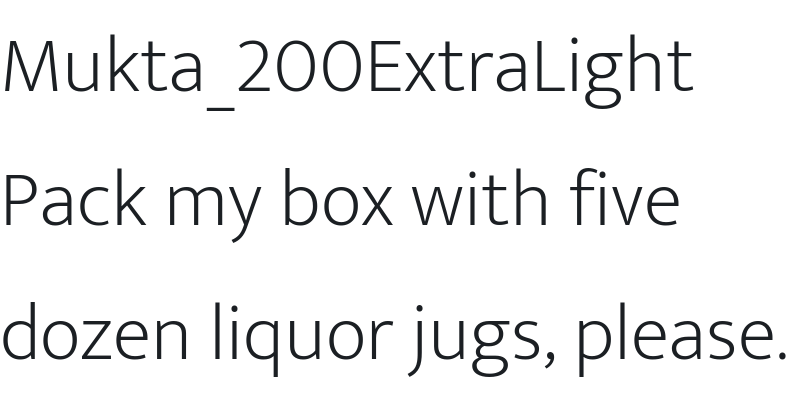 Mukta_200ExtraLight
Pack my box with five
dozen liquor jugs, please.